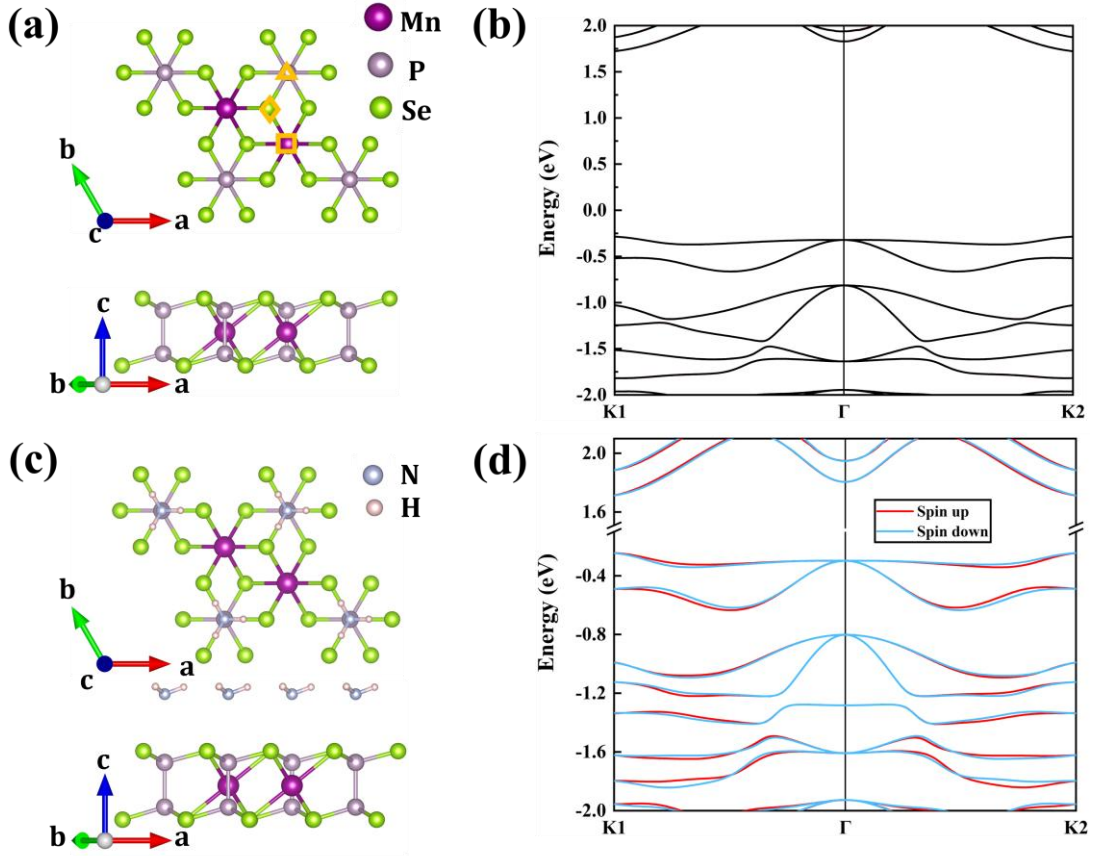 (a)
Mn
P
Se
b
c
a
c
b
a
(b)
Energy (eV)
2.0
1.5
1.0
0.5
0.0
-0.5
-1.0
-1.5
-2.0
K1
Γ
K2
(c)
N
H
b
c
a
c
b
a
(d)
Energy (eV)
2.0
1.6
-0.4
-0.8
-1.2
-1.6
-2.0
Spin up
Spin down
K1
Γ
K2